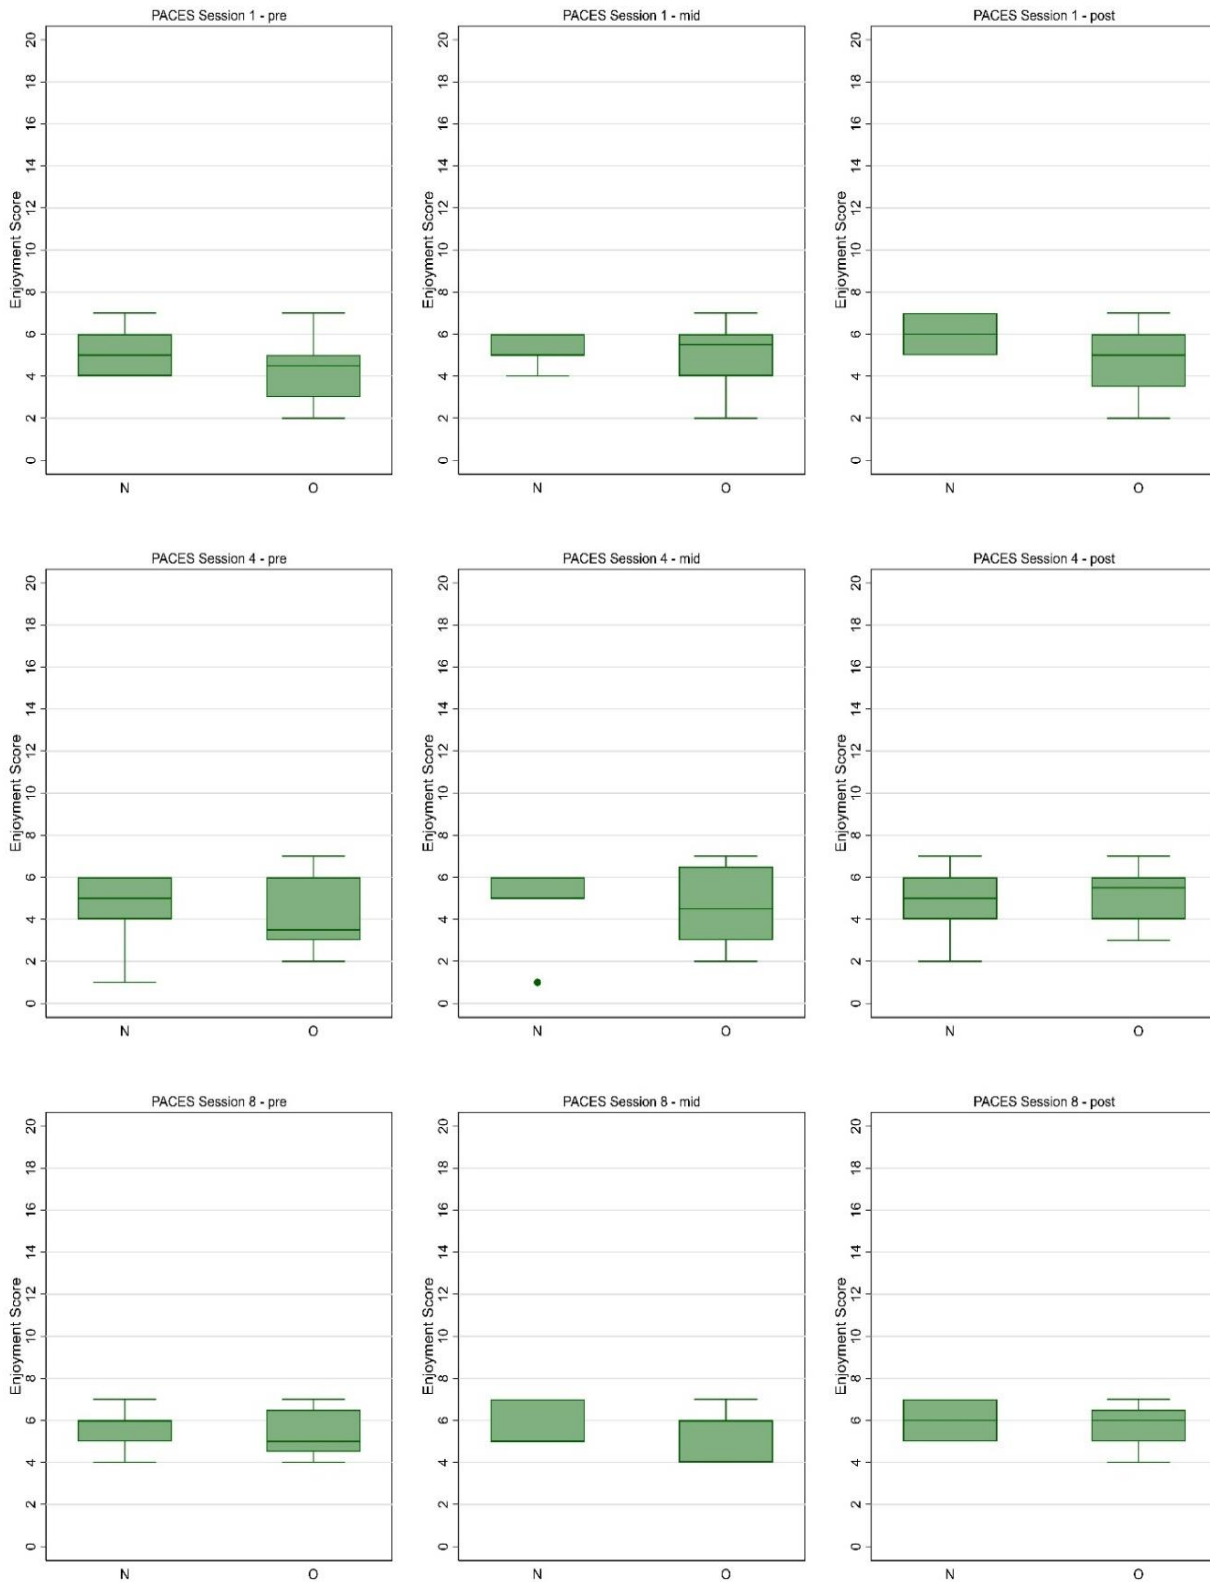 PACES Session 1 - pre
Enjoyment Score
0 2 4 6 8 10 12 14 16 18 20
N O
PACES Session 1 - mid
Enjoyment Score
0 2 4 6 8 10 12 14 16 18 20
N O
PACES Session 1 - post
Enjoyment Score
0 2 4 6 8 10 12 14 16 18 20
N O
PACES Session 4 - pre
Enjoyment Score
0 2 4 6 8 10 12 14 16 18 20
N O
PACES Session 4 - mid
Enjoyment Score
0 2 4 6 8 10 12 14 16 18 20
N O
PACES Session 4 - post
Enjoyment Score
0 2 4 6 8 10 12 14 16 18 20
N O
PACES Session 8 - pre
Enjoyment Score
0 2 4 6 8 10 12 14 16 18 20
N O
PACES Session 8 - mid
Enjoyment Score
0 2 4 6 8 10 12 14 16 18 20
N O
PACES Session 8 - post
Enjoyment Score
0 2 4 6 8 10 12 14 16 18 20
N O